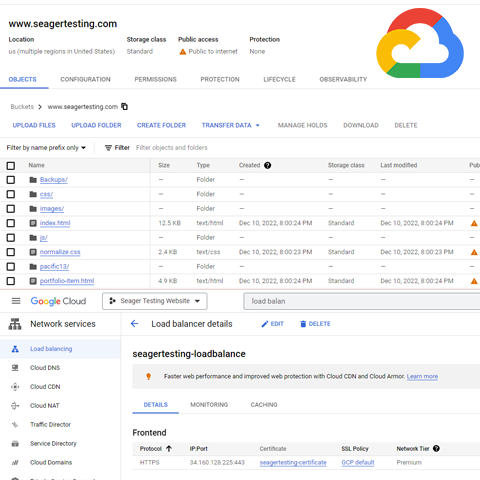 www.seagertesting.com
Location Storage class Public access Protection
us (multiple regions in United States) Standard Public to internet None
OBJECTS CONFIGURATION PERMISSIONS PROTECTION LIFECYCLE OBSERVABILITY
Buckets > www.seagertesting.com
UPLOAD FILES UPLOAD FOLDER CREATE FOLDER TRANSFER DATA MANAGE HOLDS DOWNLOAD DELETE
Filter by name prefix only Filter Filter objects and folders
Name Size Type Created Storage class Last modified Pub
Backups/ — Folder — — —
css/ — Folder — — —
images/ — Folder — — —
index.html 12.5 KB text/html Dec 10, 2022, 8:00:24 PM Standard Dec 10, 2022, 8:00:24 PM
js/ — Folder — — —
normalize.css 2.4 KB text/css Dec 10, 2022, 8:00:23 PM Standard Dec 10, 2022, 8:00:23 PM
pacific13/ — Folder — — —
portfolio-item.html 4.9 KB text/html Dec 10, 2022, 8:00:24 PM Standard Dec 10, 2022, 8:00:24 PM
Google Cloud Seager Testing Website load balan
Network services Load balancer details EDIT DELETE
Load balancing
Cloud DNS
Cloud CDN
Cloud NAT
Traffic Director
Service Directory
Cloud Domains
seagertesting-loadbalance
Faster web performance and improved web protection with Cloud CDN and Cloud Armor. Learn more
DETAILS MONITORING CACHING
Frontend
Protocol IP:Port Certificate SSL Policy Network Tier
HTTPS 34.160.128.225:443 seagertesting-certificate GCP default Premium